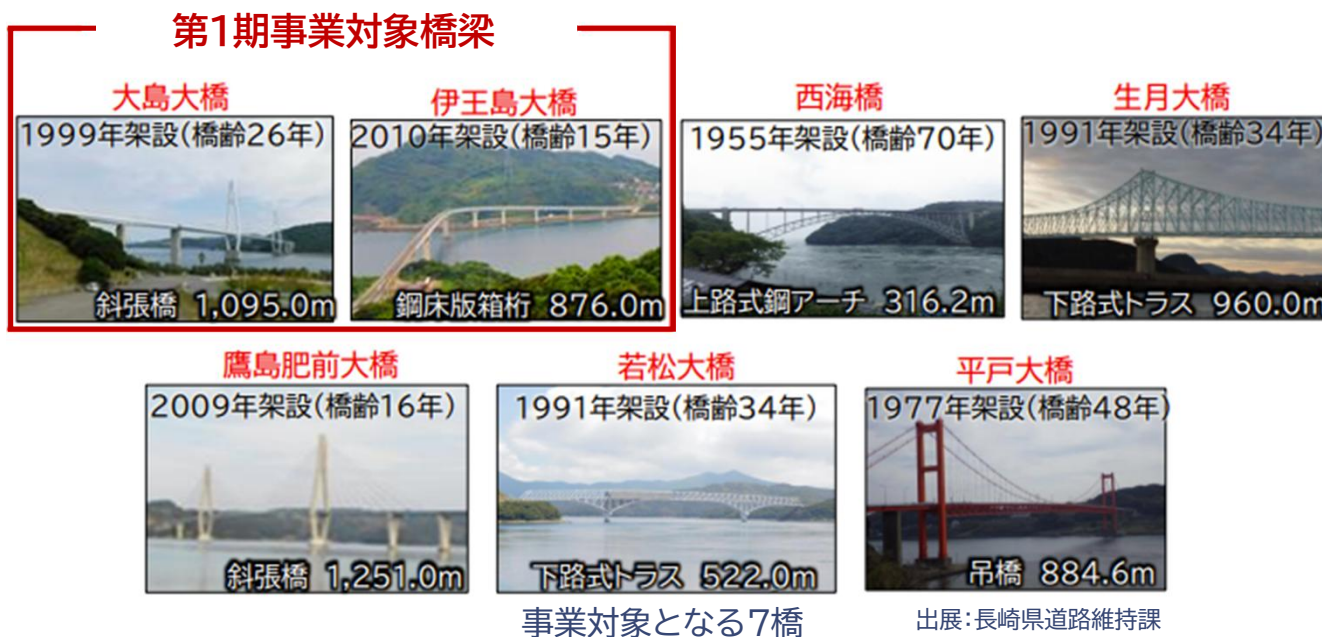 第1期事業対象橋梁
大島大橋
1999年架設(橋齢26年)
斜張橋 1,095.0m
伊王島大橋
2010年架設(橋齢15年)
鋼床版箱桁 876.0m
西海橋
1955年架設(橋齢70年)
上路式鋼アーチ 316.2m
生月大橋
1991年架設(橋齢34年)
下路式トラス 960.0m
鷹島肥前大橋
2009年架設(橋齢16年)
斜張橋 1,251.0m
若松大橋
1991年架設(橋齢34年)
下路式トラス 522.0m
平戸大橋
1977年架設(橋齢48年)
吊橋 884.6m
事業対象となる7橋
出展:長崎県道路維持課